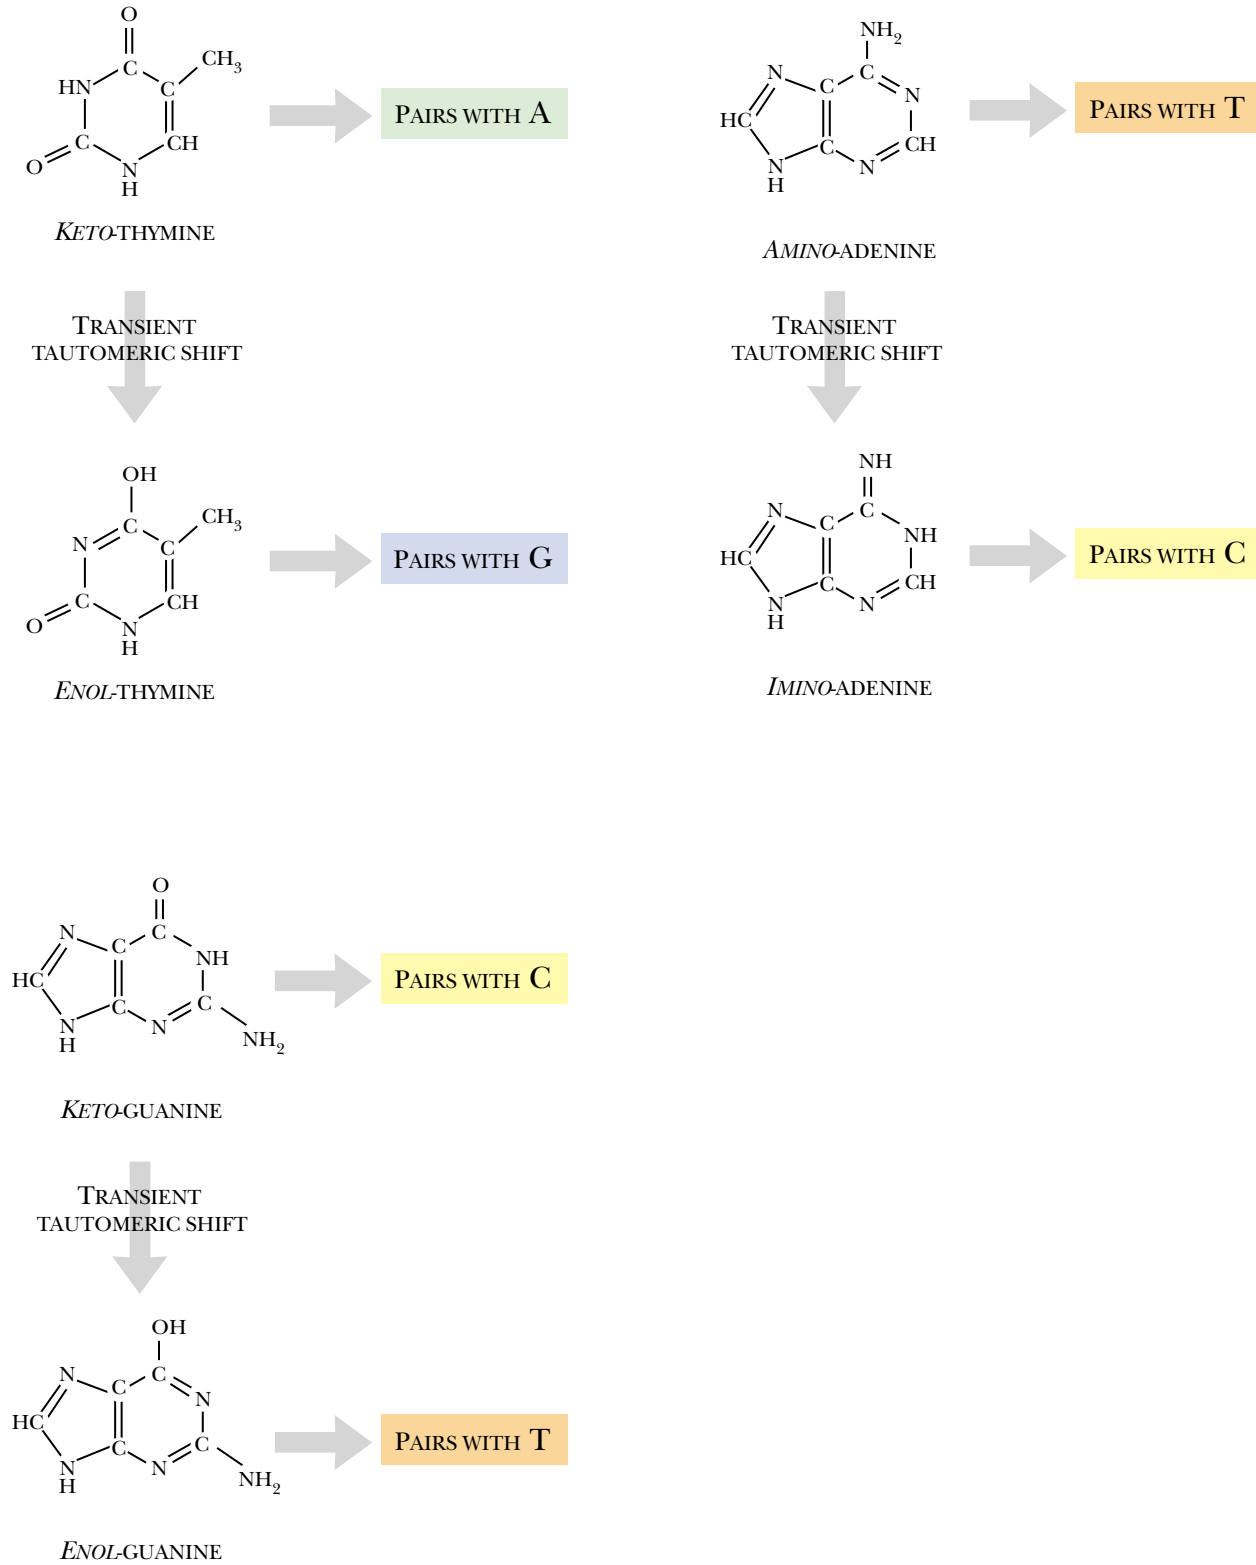 O
CH3
C
HN
C
C
CH
O
N
H
PAIRS WITH A
KETO-THYMINE
TRANSIENT
TAUTOMERIC SHIFT
OH
CH3
C
N
C
C
CH
O
N
H
PAIRS WITH G
ENOL-THYMINE
NH2
N
C
C
N
HC
C
CH
N
H
N
PAIRS WITH T
AMINO-ADENINE
TRANSIENT
TAUTOMERIC SHIFT
NH
N
C
C
NH
HC
C
CH
N
H
N
PAIRS WITH C
IMINO-ADENINE
O
N
C
C
NH
HC
C
C
N
H
N
NH2
PAIRS WITH C
KETO-GUANINE
TRANSIENT
TAUTOMERIC SHIFT
OH
N
C
C
N
HC
C
C
N
H
N
NH2
PAIRS WITH T
ENOL-GUANINE